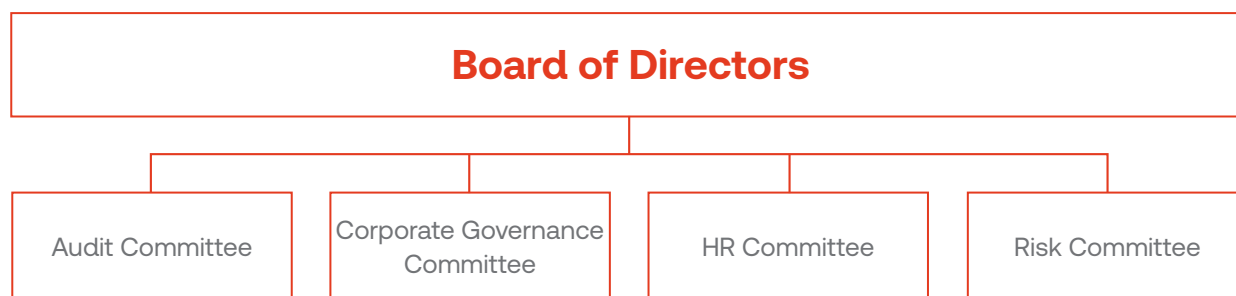 Board of Directors
Audit Committee
Corporate Governance
Committee
HR Committee
Risk Committee